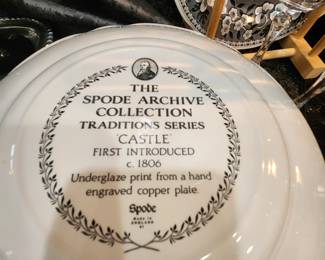 THE
SPODE ARCHIVE
COLLECTION
TRADITIONS SERIES
'CASTLE'
FIRST INTRODUCED
c. 1806
Underglaze print from a hand
engraved copper plate.
Spode
MADE IN
ENGLAND